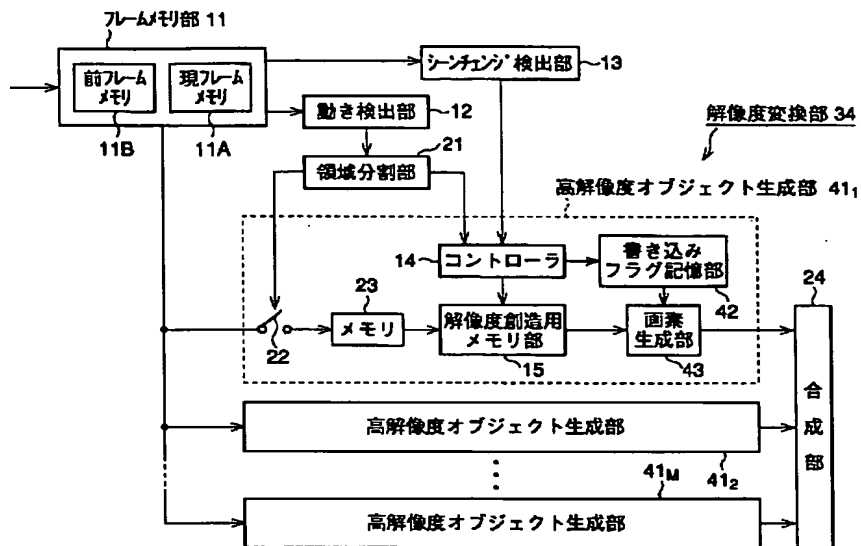 フレームメモリ部 11
前フレーム
メモリ
現フレーム
メモリ
11B
11A
シーンチェンジ検出部
13
動き検出部
12
解像度変換部 34
21
領域分割部
高解像度オブジェクト生成部 41₁
14
コントローラ
書き込み
フラグ記憶部
42
24
22
23
メモリ
解像度創造用
メモリ部
15
画素
生成部
43
合成部
高解像度オブジェクト生成部
41₂
41M
高解像度オブジェクト生成部